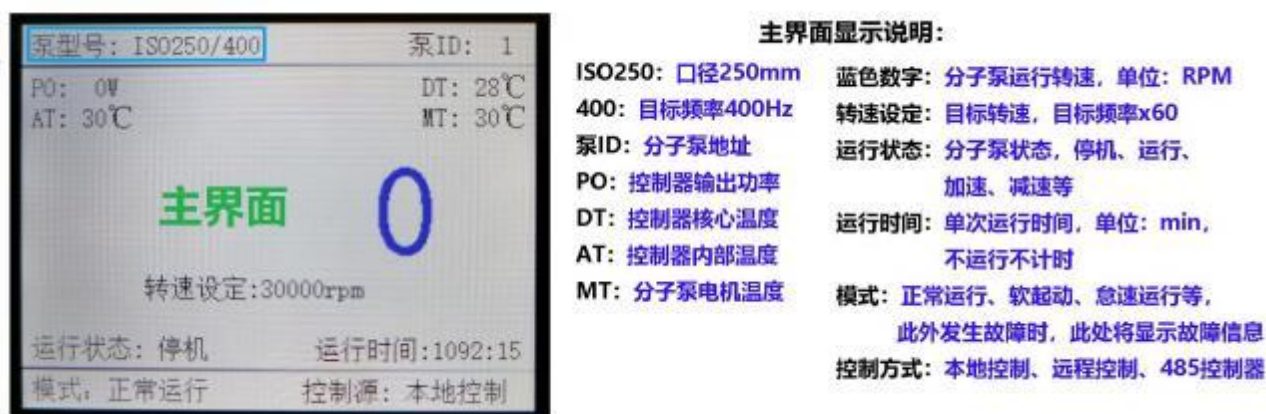 泵型号: ISO250/400 泵ID: 1
PO: 0W DT: 28℃
AT: 30℃ MT: 30℃
主界面 0
转速设定:30000rpm
运行状态: 停机 运行时间:1092:15
模式: 正常运行 控制源: 本地控制
主界面显示说明:
ISO250: 口径250mm
400: 目标频率400Hz
泵ID: 分子泵地址
PO: 控制器输出功率
DT: 控制器核心温度
AT: 控制器内部温度
MT: 分子泵电机温度
蓝色数字: 分子泵运行转速, 单位: RPM
转速设定: 目标转速, 目标频率x60
运行状态: 分子泵状态, 停机、运行、
加速、减速等
运行时间: 单次运行时间, 单位: min,
不运行不计时
模式: 正常运行、软起动、怠速运行等,
此外发生故障时, 此处将显示故障信息
控制方式: 本地控制、远程控制、485控制器